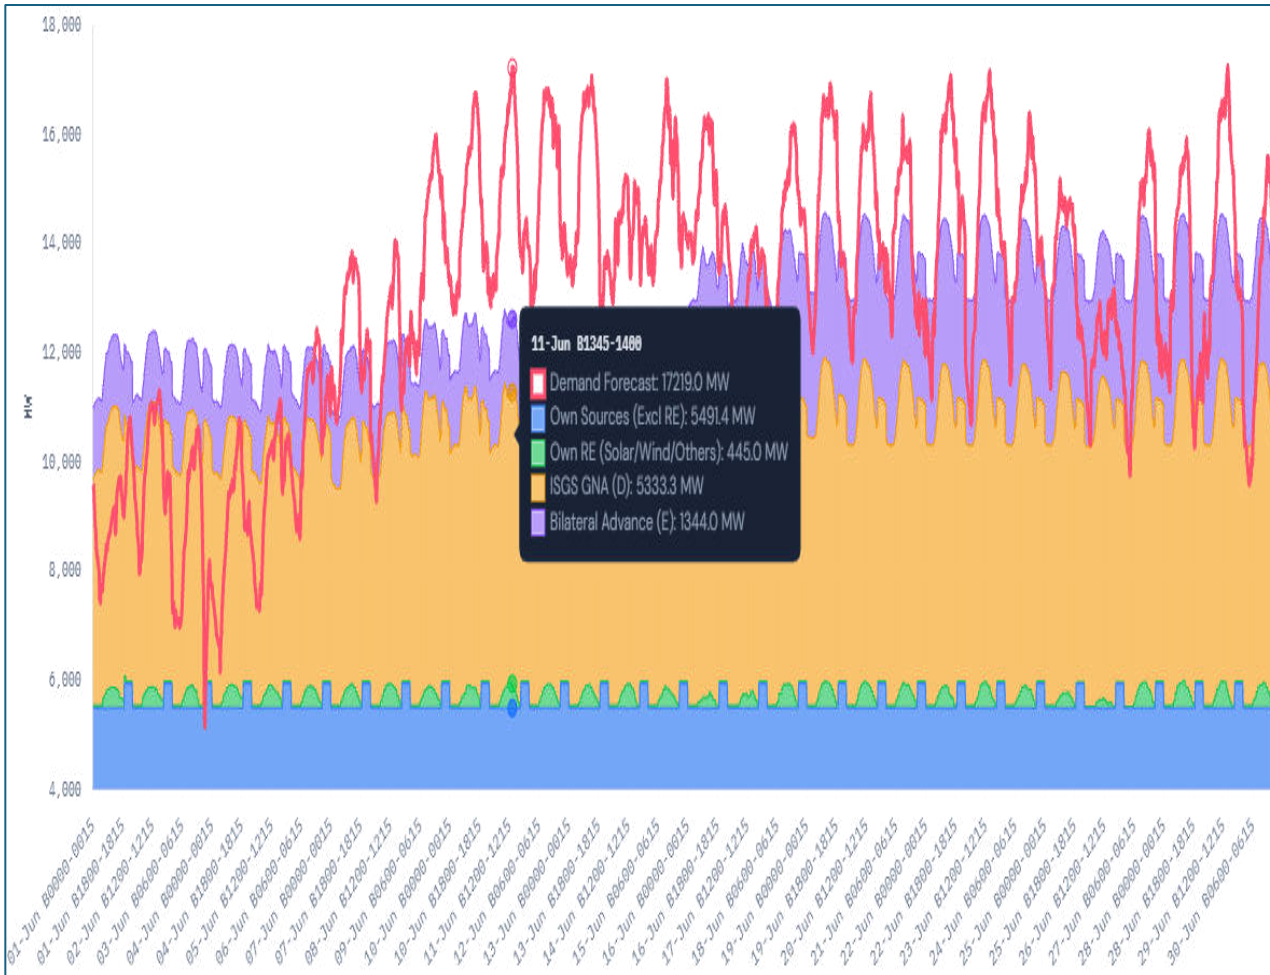 18,000
16,000
14,000
12,000
10,000
8,000
6,000
4,000
MW
11-Jun B1345-1400
Demand Forecast: 17219.0 MW
Own Sources (Excl RE): 5491.4 MW
Own RE (Solar/Wind/Others): 445.0 MW
ISGS GNA (D): 5333.3 MW
Bilateral Advance (E): 1344.0 MW
01-Jun B0000-0015
01-Jun B1800-1815
02-Jun B1200-1215
03-Jun B0600-0615
04-Jun B0000-0015
04-Jun B1800-1815
05-Jun B1200-1215
06-Jun B0600-0615
07-Jun B0000-0015
07-Jun B1800-1815
08-Jun B1200-1215
09-Jun B0600-0615
10-Jun B0000-0015
10-Jun B1800-1815
11-Jun B1200-1215
12-Jun B0600-0615
13-Jun B0000-0015
13-Jun B1800-1815
14-Jun B1200-1215
15-Jun B0600-0615
16-Jun B0000-0015
16-Jun B1800-1815
17-Jun B1200-1215
18-Jun B0600-0615
19-Jun B0000-0015
19-Jun B1800-1815
20-Jun B1200-1215
21-Jun B0600-0615
22-Jun B0000-0015
22-Jun B1800-1815
23-Jun B1200-1215
24-Jun B0600-0615
25-Jun B0000-0015
25-Jun B1800-1815
26-Jun B1200-1215
27-Jun B0600-0615
28-Jun B0000-0015
28-Jun B1800-1815
29-Jun B1200-1215
30-Jun B0600-0615